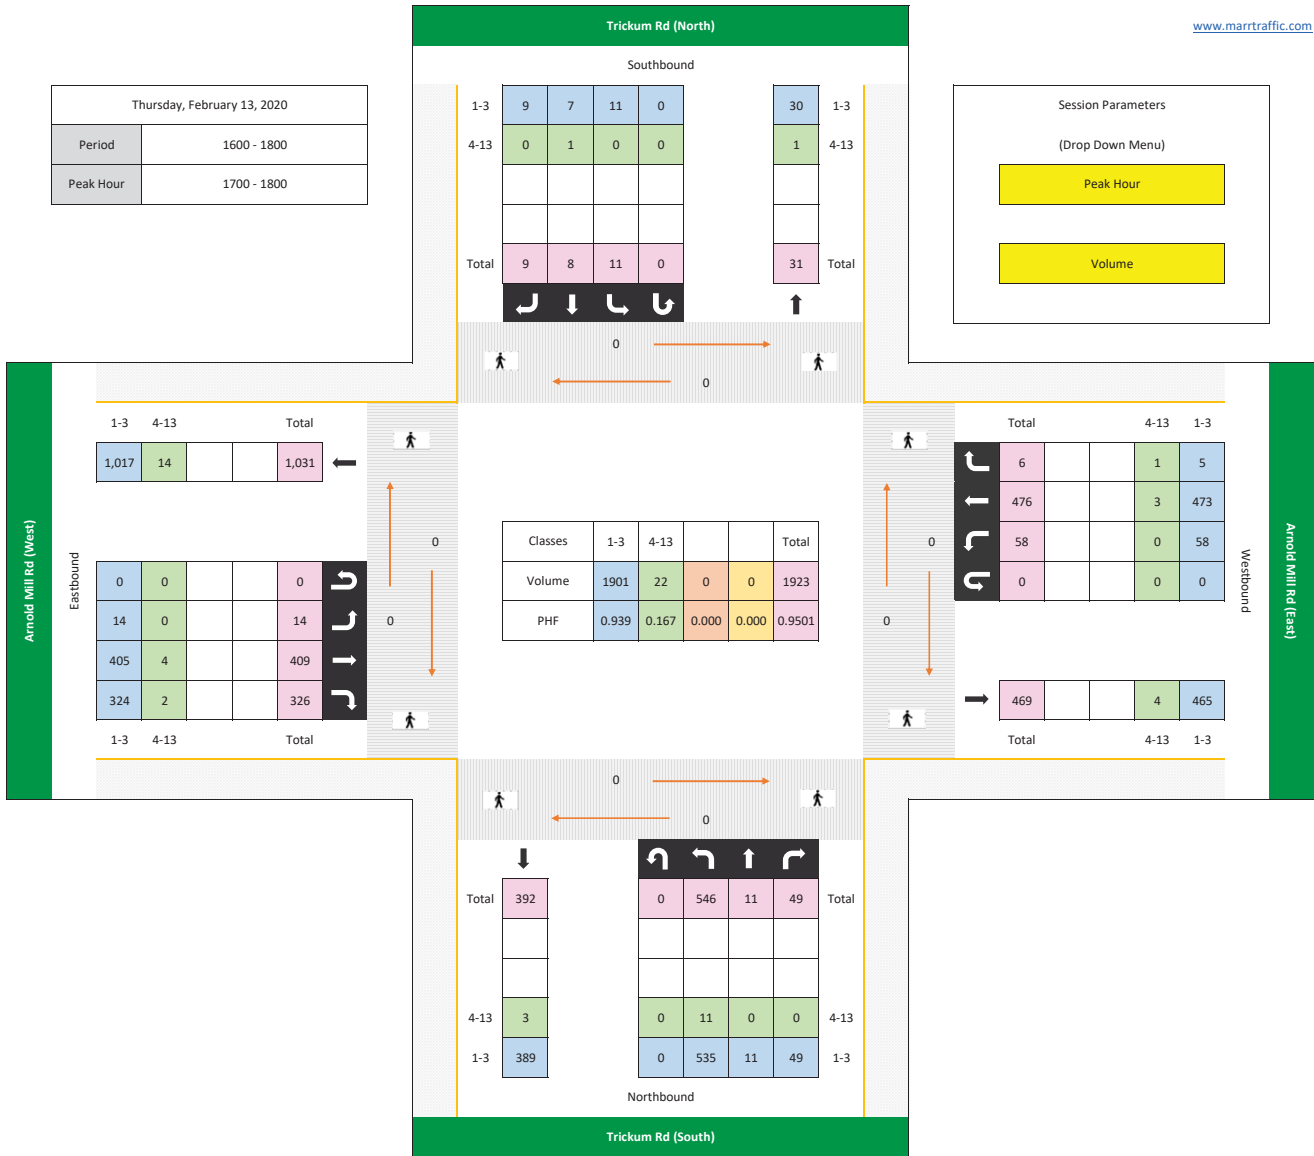 Trickum Rd (North)
www.marrtraffic.com
Southbound
Thursday, February 13, 2020
Period 1600 - 1800
Peak Hour 1700 - 1800
1-3 9 7 11 0 30 1-3
4-13 0 1 0 0 1 4-13
Total 9 8 11 0 31 Total
Session Parameters
(Drop Down Menu)
Peak Hour
Volume
0
0
Arnold Mill Rd (West)
Eastbound
1-3 4-13 Total
1,017 14 1,031
0 0 0
14 0 14
405 4 409
324 2 326
1-3 4-13 Total
0
0
Classes 1-3 4-13 Total
Volume 1901 22 0 0 1923
PHF 0.939 0.167 0.000 0.000 0.9501
0
0
Total 4-13 1-3
6 1 5
476 3 473
58 0 58
0 0 0
469 4 465
Total 4-13 1-3
Westbound
Arnold Mill Rd (East)
0
0
Total 392 0 546 11 49 Total
4-13 3 0 11 0 0 4-13
1-3 389 0 535 11 49 1-3
Northbound
Trickum Rd (South)